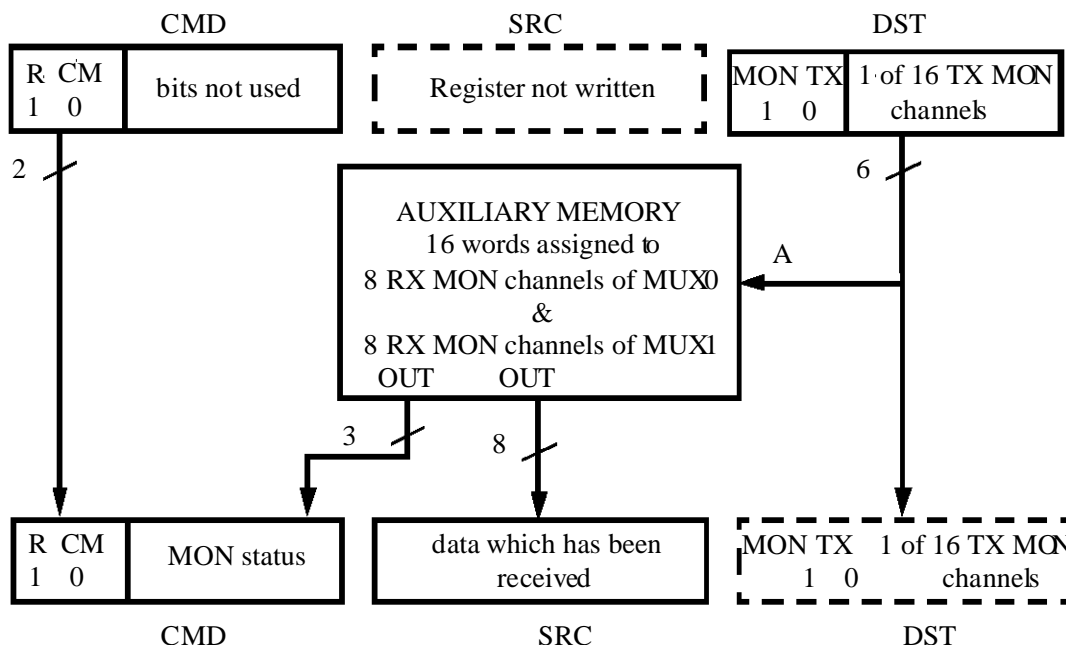 CMD
SRC
DST
R CM
1 0
bits not used
Register not written
MON TX
1 0
1 of 16 TX MON
channels
2
6
AUXILIARY MEMORY
16 words assigned to
8 RX MON channels of MUX0
&
8 RX MON channels of MUX1
OUT OUT
A
3
8
R CM
1 0
MON status
data which has been
received
MON TX 1 of 16 TX MON
1 0 channels
CMD
SRC
DST